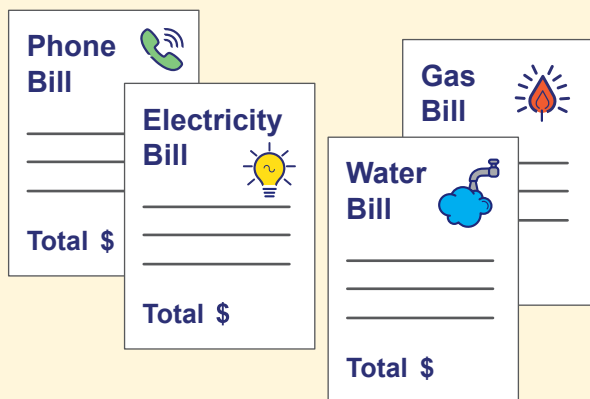 Phone
Bill
Total $
Electricity
Bill
Total $
Water
Bill
Total $
Gas
Bill